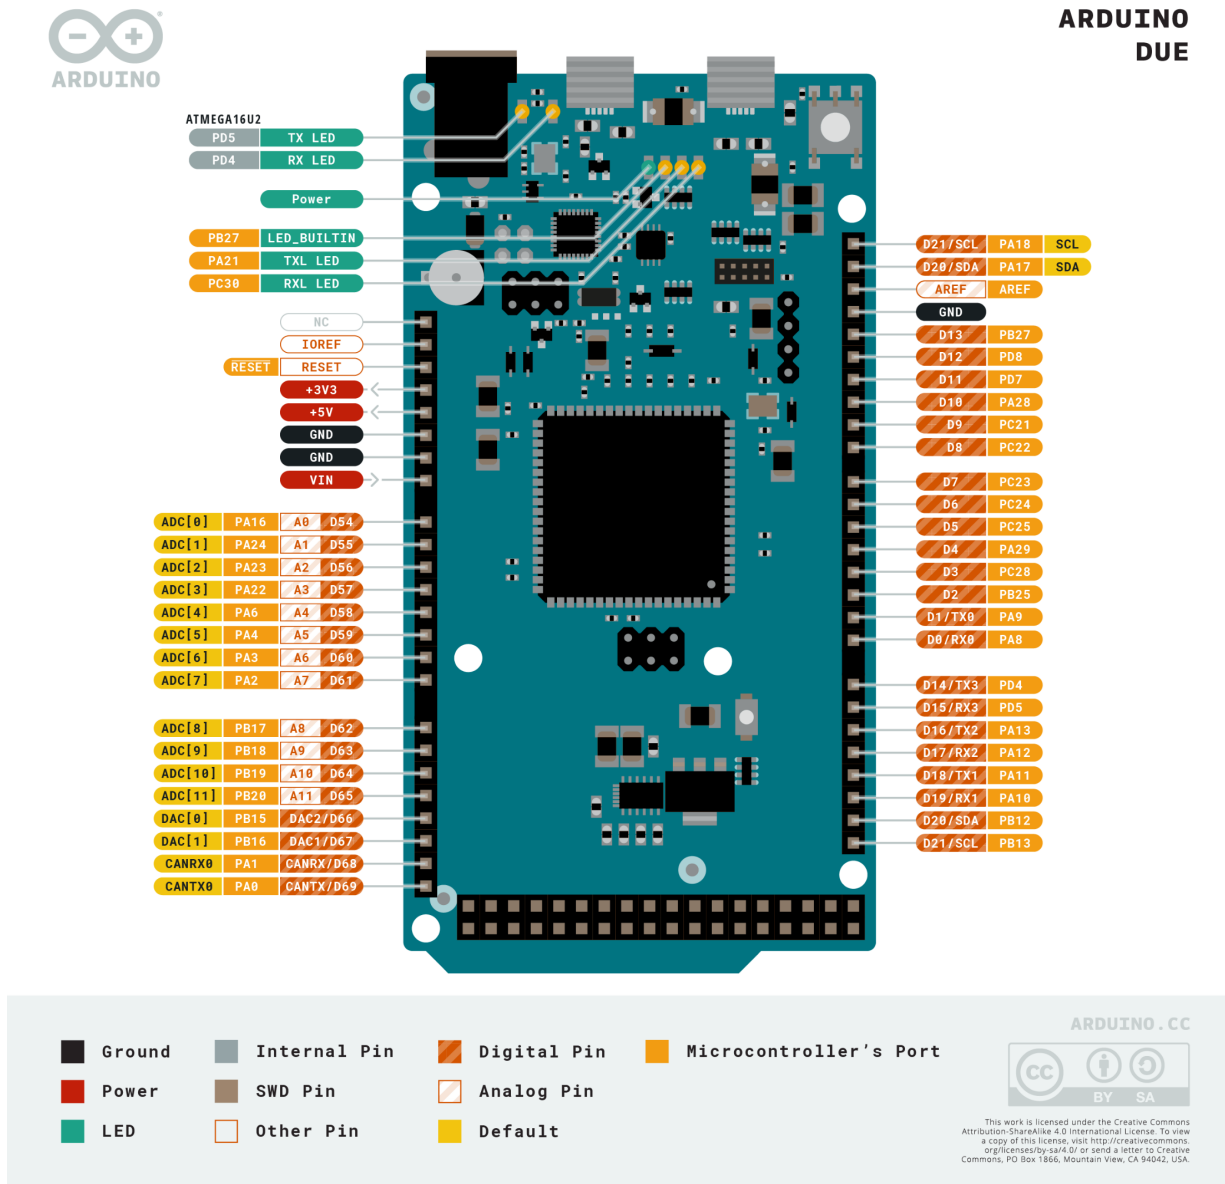 ARDUINO
ARDUINO
DUE
ATMEGA16U2
PD5 TX LED
PD4 RX LED
Power
PB27 LED_BUILTIN
PA21 TXL LED
PC30 RXL LED
NC
IOREF
RESET RESET
+3V3
+5V
GND
GND
VIN
ADC[0] PA16 A0 D54
ADC[1] PA24 A1 D55
ADC[2] PA23 A2 D56
ADC[3] PA22 A3 D57
ADC[4] PA6 A4 D58
ADC[5] PA4 A5 D59
ADC[6] PA3 A6 D60
ADC[7] PA2 A7 D61
ADC[8] PB17 A8 D62
ADC[9] PB18 A9 D63
ADC[10] PB19 A10 D64
ADC[11] PB20 A11 D65
DAC[0] PB15 DAC2/D66
DAC[1] PB16 DAC1/D67
CANRX0 PA1 CANRX/D68
CANTX0 PA0 CANTX/D69
D21/SCL PA18 SCL
D20/SDA PA17 SDA
AREF AREF
GND
D13 PB27
D12 PD8
D11 PD7
D10 PA28
D9 PC21
D8 PC22
D7 PC23
D6 PC24
D5 PC25
D4 PA29
D3 PC28
D2 PB25
D1/TX0 PA9
D0/RX0 PA8
D14/TX3 PD4
D15/RX3 PD5
D16/TX2 PA13
D17/RX2 PA12
D18/TX1 PA11
D19/RX1 PA10
D20/SDA PB12
D21/SCL PB13
Ground
Power
LED
Internal Pin
SWD Pin
Other Pin
Digital Pin
Analog Pin
Default
Microcontroller's Port
ARDUINO.CC
CC
BY SA
This work is licensed under the Creative Commons
Attribution-ShareAlike 4.0 International License. To view
a copy of this license, visit http://creativecommons.
org/licenses/by-sa/4.0/ or send a letter to Creative
Commons, PO Box 1866, Mountain View, CA 94042, USA.